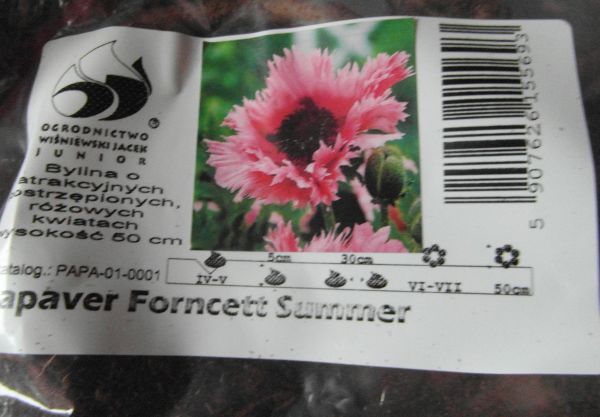 OGRODNICTWO
WIŚNIEWSKI JACEK
JUNIOR
®
Bylina o
atrakcyjnych
ostrzępionych,
różowych
kwiatach
wysokość 50 cm
atalog.: PAPA-01-0001
5cm 30cm
IV-V VI-VII 50cm
apaver Forncett Summer
5 907626 155693